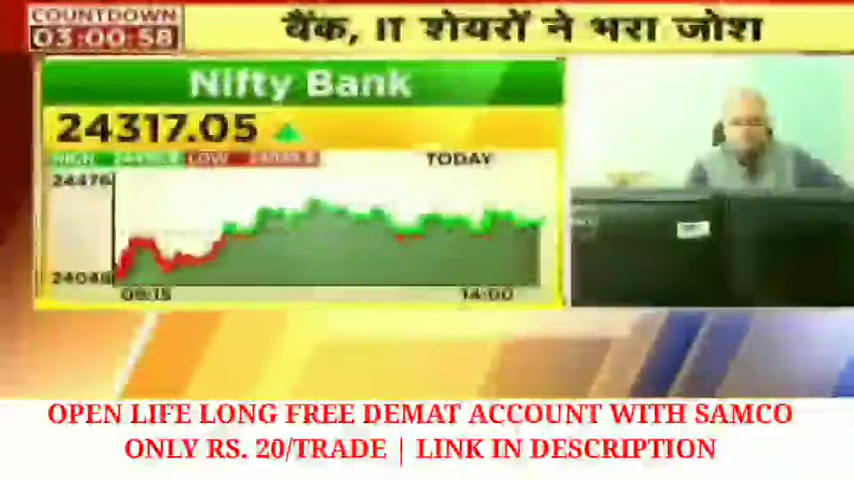 COUNTDOWN
03:00:58
बैंक, IT शेयरों ने भरा जोश
Nifty Bank
24317.05
LOW
TODAY
24476
24048
09:15
14:00
OPEN LIFE LONG FREE DEMAT ACCOUNT WITH SAMCO
ONLY RS. 20/TRADE | LINK IN DESCRIPTION